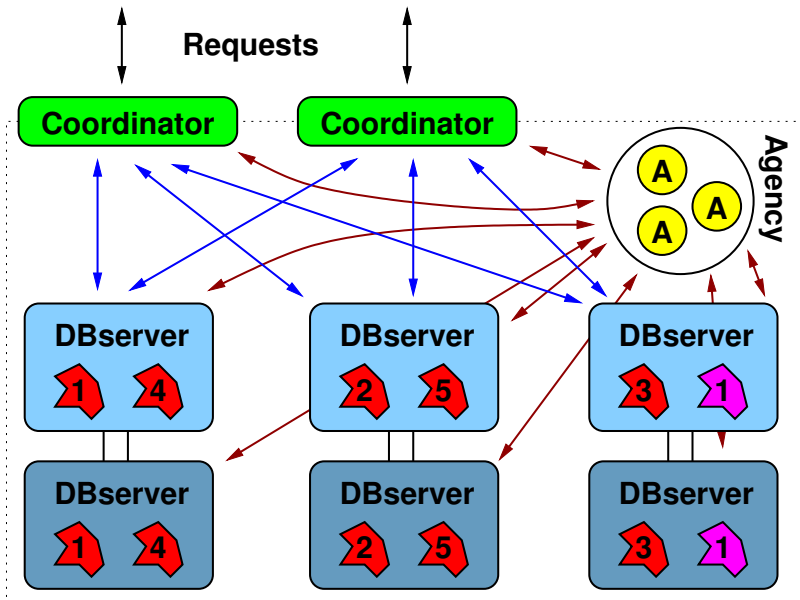 Requests
Coordinator Coordinator
Agency
A
A
A
DBserver DBserver DBserver
1 4 2 5 3 1
DBserver DBserver DBserver
1 4 2 5 3 1